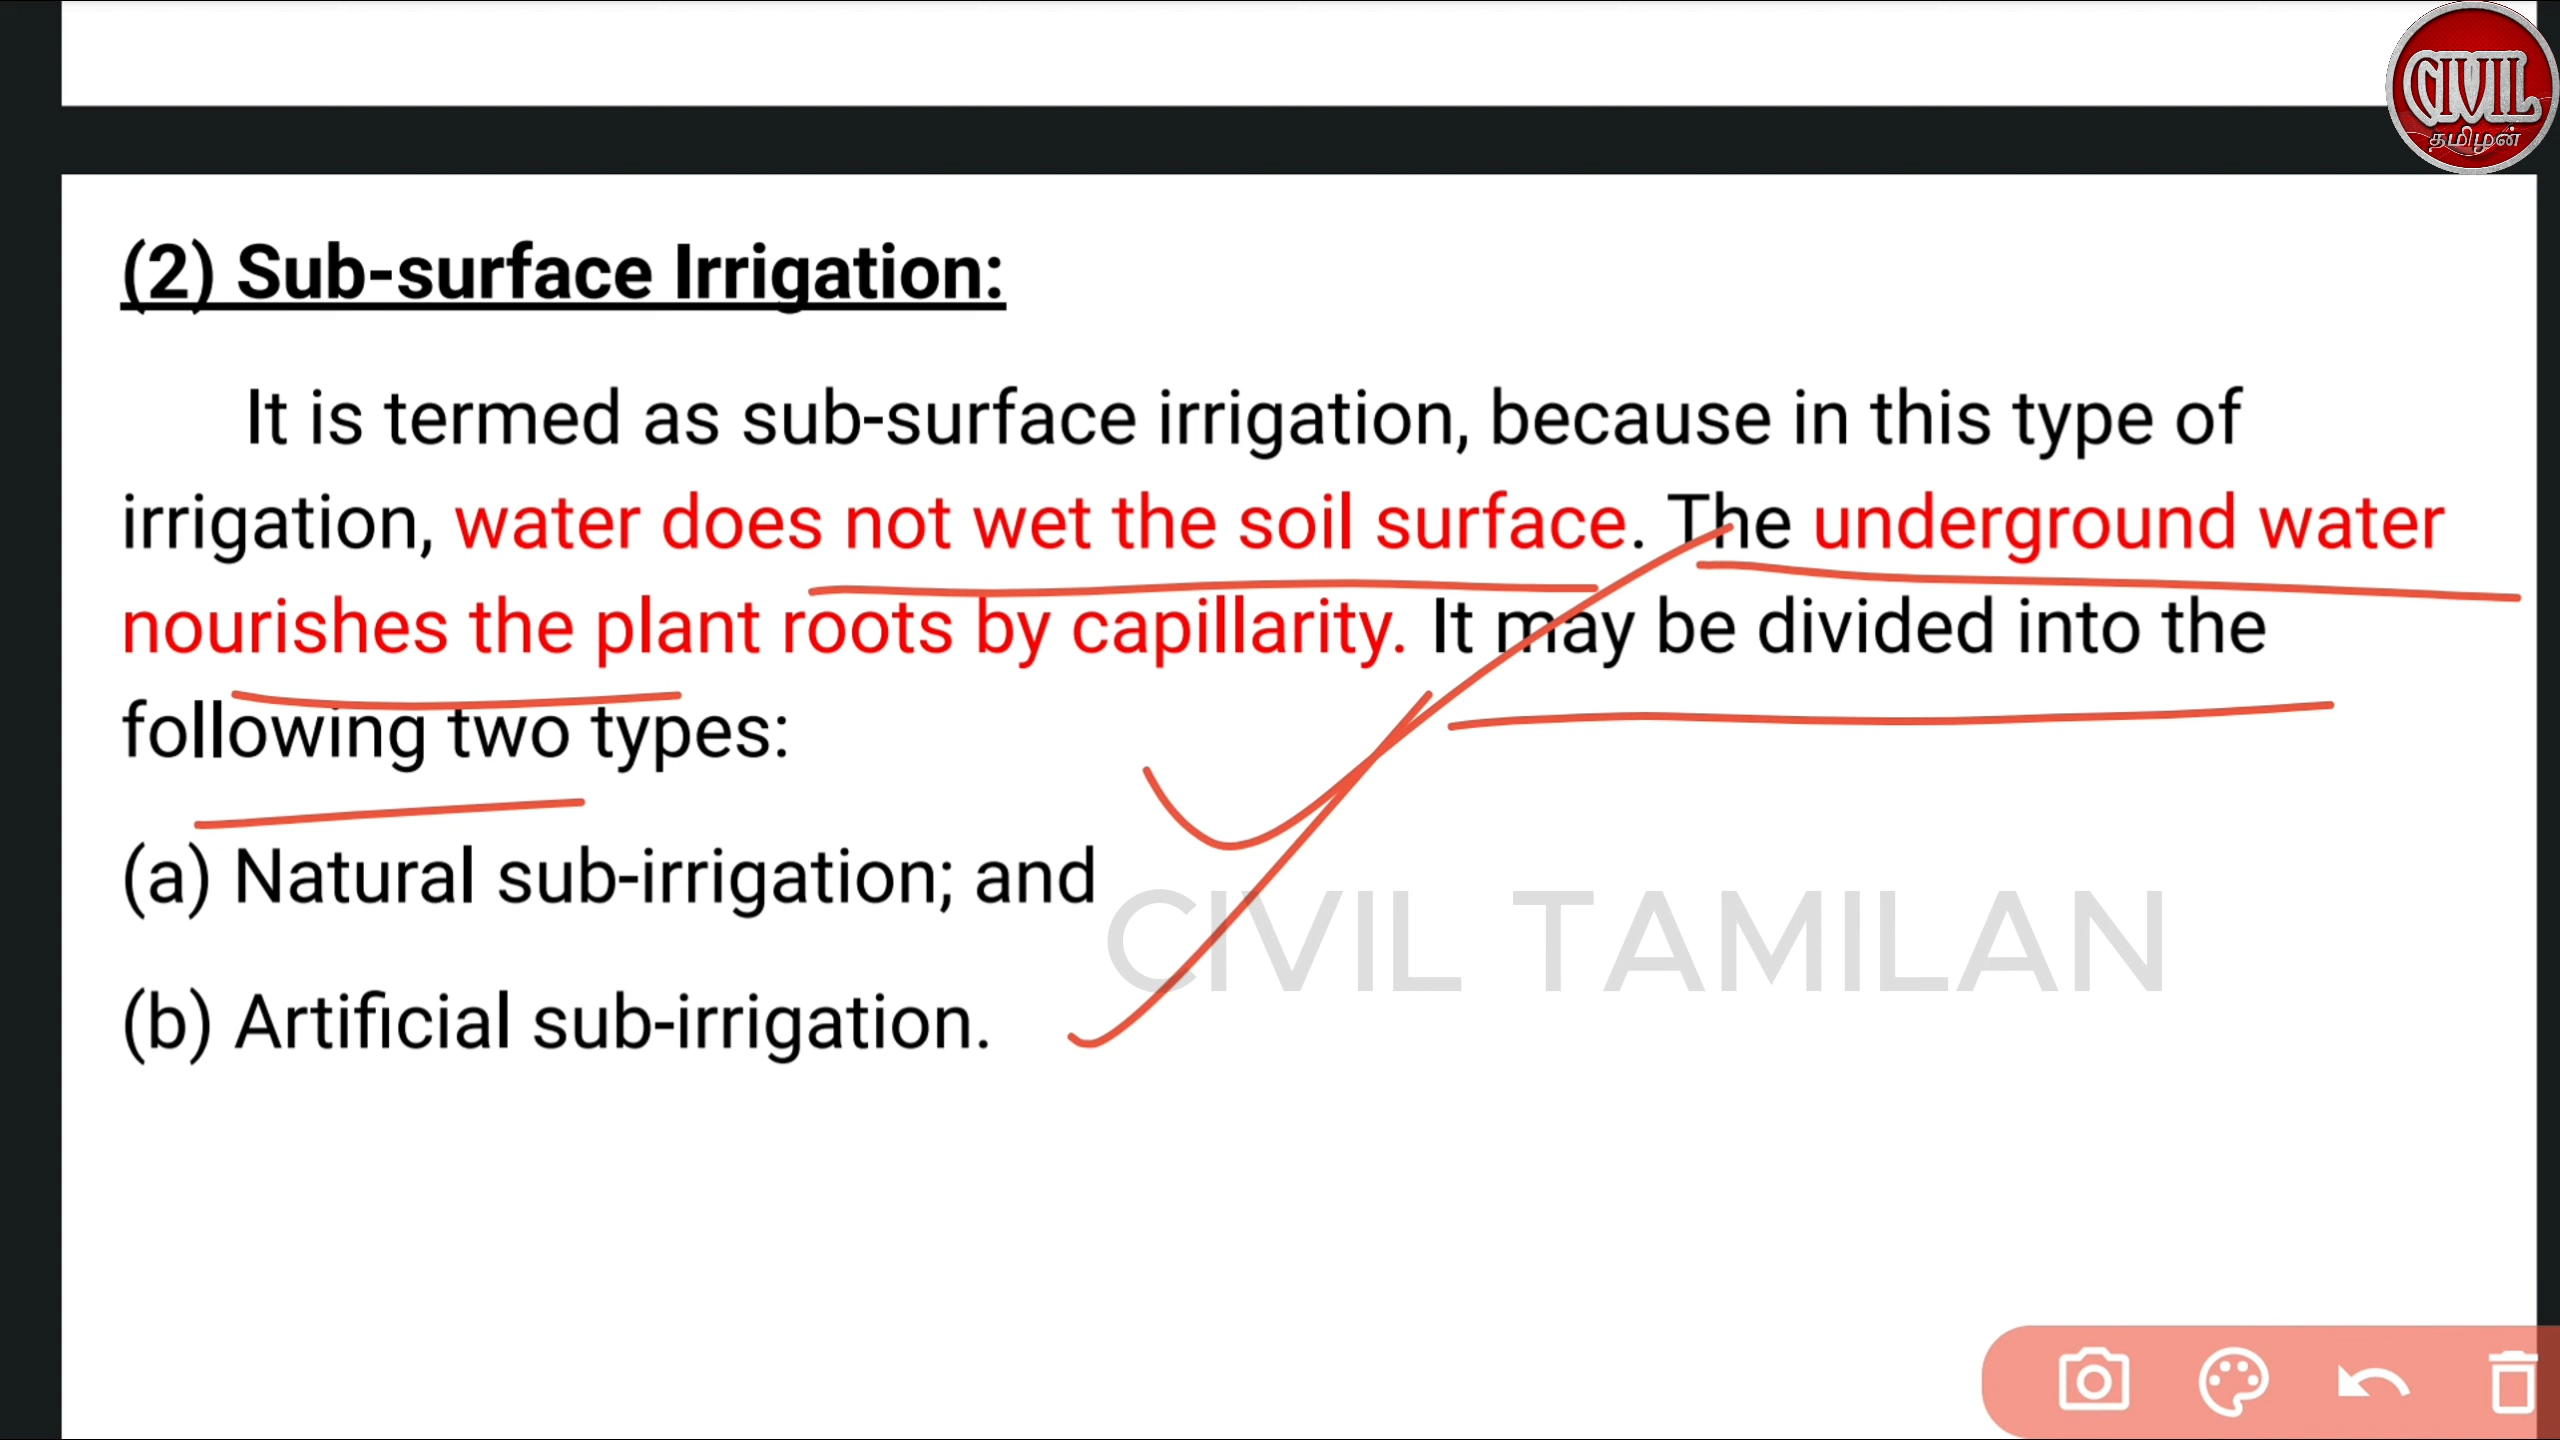 CIVIL
தமிழன்
(2) Sub-surface Irrigation:
It is termed as sub-surface irrigation, because in this type of
irrigation, water does not wet the soil surface. The underground water
nourishes the plant roots by capillarity. It may be divided into the
following two types:
(a) Natural sub-irrigation; and
CIVIL TAMILAN
(b) Artificial sub-irrigation.